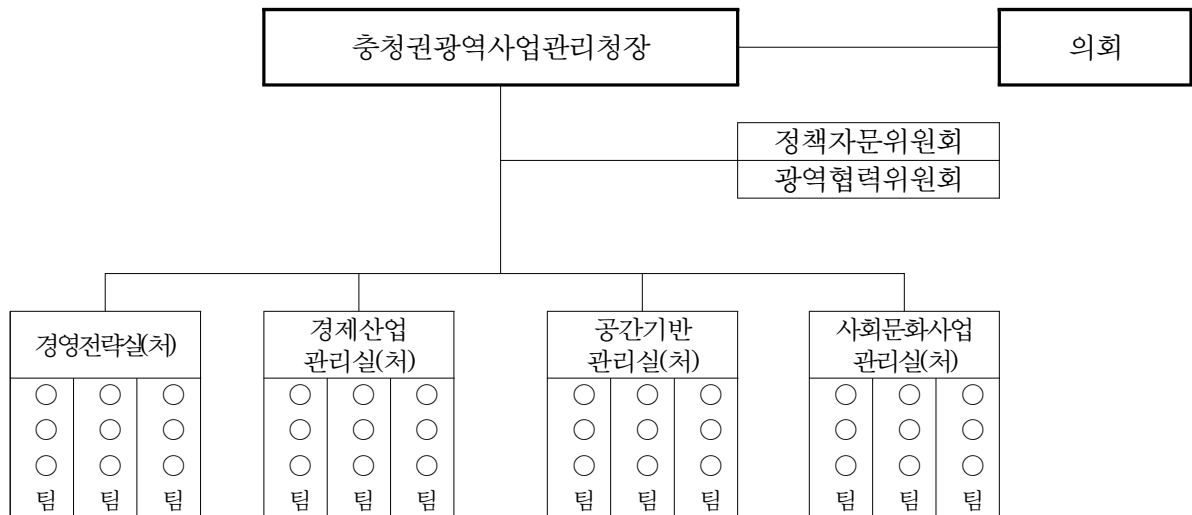 충청권광역사업관리청장
의회
정책자문위원회
광역협력위원회
경영전략실(처)
경제산업
관리실(처)
공간기반
관리실(처)
사회문화사업
관리실(처)
○ ○ ○ ○ ○ ○ ○ ○ ○ ○ ○ ○
○ ○ ○ ○ ○ ○ ○ ○ ○ ○ ○ ○
○ ○ ○ ○ ○ ○ ○ ○ ○ ○ ○ ○
팀 팀 팀 팀 팀 팀 팀 팀 팀 팀 팀 팀